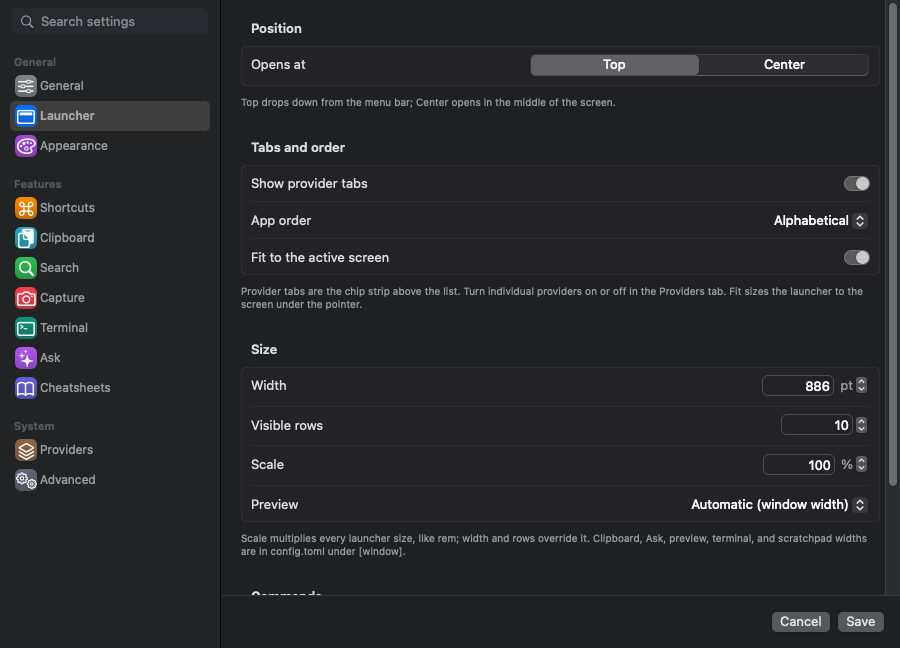 Search settings
General
General
Launcher
Appearance
Features
Shortcuts
Clipboard
Search
Capture
Terminal
Ask
Cheatsheets
System
Providers
Advanced
Position
Opens at Top Center
Top drops down from the menu bar; Center opens in the middle of the screen.
Tabs and order
Show provider tabs
App order Alphabetical
Fit to the active screen
Provider tabs are the chip strip above the list. Turn individual providers on or off in the Providers tab. Fit sizes the launcher to the
screen under the pointer.
Size
Width 886 pt
Visible rows 10
Scale 100 %
Preview Automatic (window width)
Scale multiplies every launcher size, like rem; width and rows override it. Clipboard, Ask, preview, terminal, and scratchpad widths
are in config.toml under [window].
Commands
Cancel Save